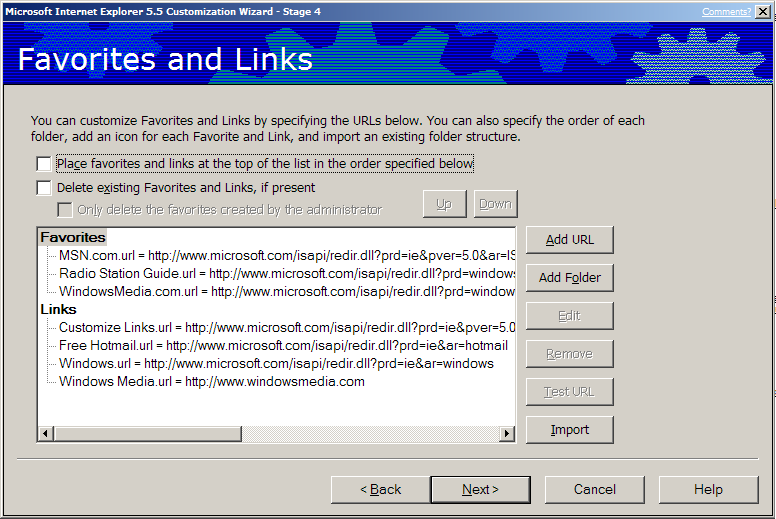 Microsoft Internet Explorer 5.5 Customization Wizard - Stage 4
Comments?
Favorites and Links
You can customize Favorites and Links by specifying the URLs below. You can also specify the order of each
folder, add an icon for each Favorite and Link, and import an existing folder structure.
Place favorites and links at the top of the list in the order specified below
Delete existing Favorites and Links, if present
Only delete the favorites created by the administrator
Up
Down
Favorites
MSN.com.url = http://www.microsoft.com/isapi/redir.dll?prd=ie&pver=5.0&ar=IS
Radio Station Guide.url = http://www.microsoft.com/isapi/redir.dll?prd=windows
WindowsMedia.com.url = http://www.microsoft.com/isapi/redir.dll?prd=window
Links
Customize Links.url = http://www.microsoft.com/isapi/redir.dll?prd=ie&pver=5.0
Free Hotmail.url = http://www.microsoft.com/isapi/redir.dll?prd=ie&ar=hotmail
Windows.url = http://www.microsoft.com/isapi/redir.dll?prd=ie&ar=windows
Windows Media.url = http://www.windowsmedia.com
Add URL
Add Folder
Edit
Remove
Test URL
Import
< Back
Next >
Cancel
Help